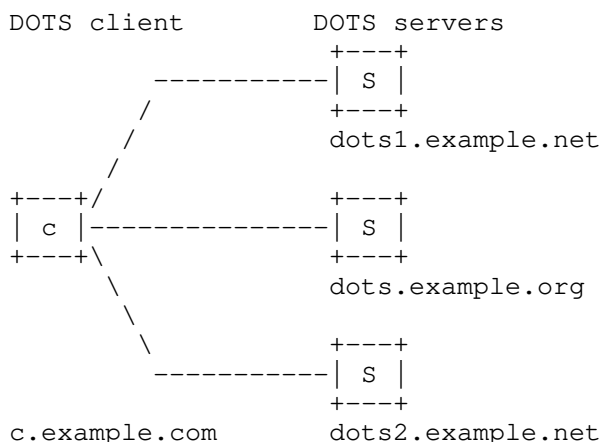 DOTS client DOTS servers
S
dots1.example.net
c S
dots.example.org
S
c.example.com dots2.example.net